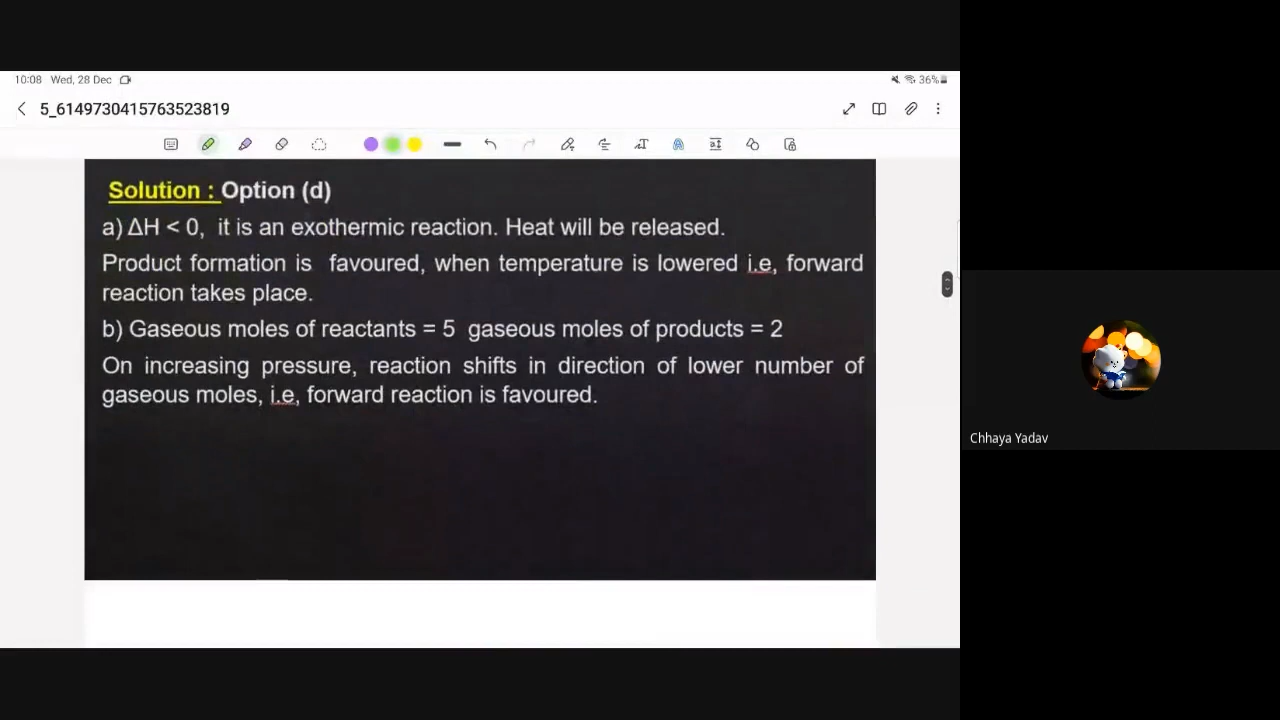 10:08 Wed, 28 Dec
36%
5_6149730415763523819
Solution : Option (d)
a) ΔH < 0, it is an exothermic reaction. Heat will be released.
Product formation is favoured, when temperature is lowered i.e, forward
reaction takes place.
b) Gaseous moles of reactants = 5 gaseous moles of products = 2
On increasing pressure, reaction shifts in direction of lower number of
gaseous moles, i.e, forward reaction is favoured.
Chhaya Yadav